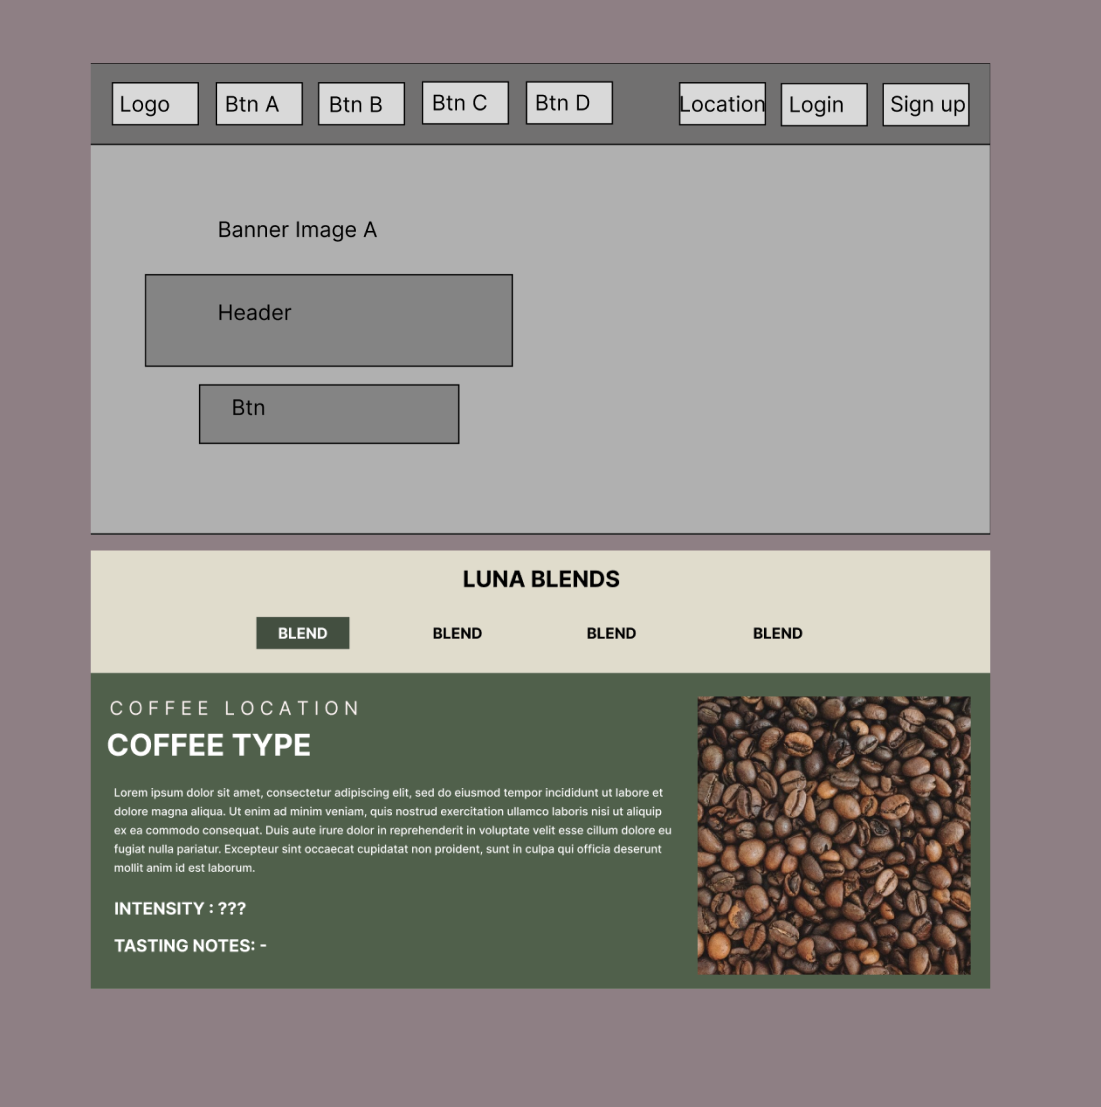 Logo Btn A Btn B Btn C Btn D Location Login Sign up
Banner Image A
Header
Btn
LUNA BLENDS
BLEND BLEND BLEND BLEND
COFFEE LOCATION
COFFEE TYPE
Lorem ipsum dolor sit amet, consectetur adipiscing elit, sed do eiusmod tempor incididunt ut labore et
dolore magna aliqua. Ut enim ad minim veniam, quis nostrud exercitation ullamco laboris nisi ut aliquip
ex ea commodo consequat. Duis aute irure dolor in reprehenderit in voluptate velit esse cillum dolore eu
fugiat nulla pariatur. Excepteur sint occaecat cupidatat non proident, sunt in culpa qui officia deserunt
mollit anim id est laborum.
INTENSITY : ???
TASTING NOTES: -